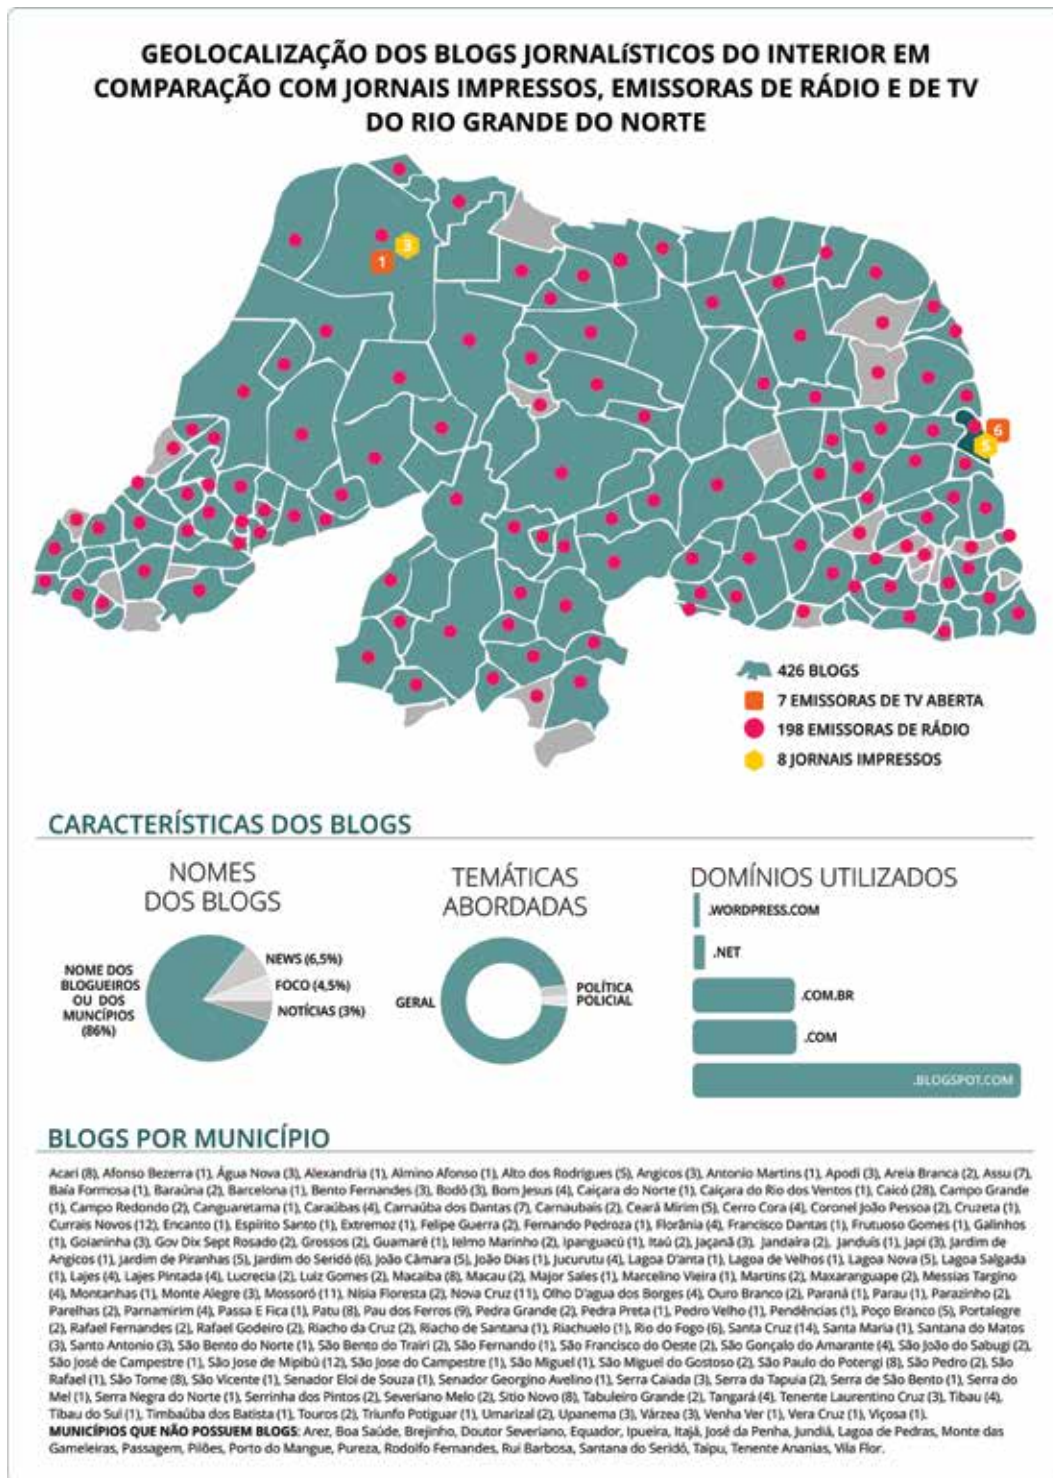 GEOLOCALIZAÇÃO DOS BLOGS JORNALíSTICOS DO INTERIOR EM
COMPARAÇÃO COM JORNAIS IMPRESSOS, EMISSORAS DE RÁDIO E DE TV
DO RIO GRANDE DO NORTE
3
1
6
5
426 BLOGS
7 EMISSORAS DE TV ABERTA
198 EMISSORAS DE RÁDIO
8 JORNAIS IMPRESSOS
CARACTERÍSTICAS DOS BLOGS
NOMES
DOS BLOGS
NOME DOS
BLOGUEIROS
OU DOS
MUNCÍPIOS
(86%)
NEWS (6,5%)
FOCO (4,5%)
NOTÍCIAS (3%)
TEMÁTICAS
ABORDADAS
GERAL
POLÍTICA
POLICIAL
DOMÍNIOS UTILIZADOS
.WORDPRESS.COM
.NET
.COM.BR
.COM
.BLOGSPOT.COM
BLOGS POR MUNICÍPIO
Acari (8), Afonso Bezerra (1), Água Nova (3), Alexandria (1), Almino Afonso (1), Alto dos Rodrigues (5), Angicos (3), Antonio Martins (1), Apodi (3), Areia Branca (2), Assu (7),
Baía Formosa (1), Baraúna (2), Barcelona (1), Bento Fernandes (3), Bodó (3), Bom Jesus (4), Caiçara do Norte (1), Caiçara do Rio dos Ventos (1), Caicó (28), Campo Grande
(1), Campo Redondo (2), Canguaretama (1), Caraúbas (4), Carnaúba dos Dantas (7), Carnaubais (2), Ceará Mirim (5), Cerro Cora (4), Coronel João Pessoa (2), Cruzeta (1),
Currais Novos (12), Encanto (1), Espírito Santo (1), Extremoz (1), Felipe Guerra (2), Fernando Pedroza (1), Florânia (4), Francisco Dantas (1), Frutuoso Gomes (1), Galinhos
(1), Goianinha (3), Gov Dix Sept Rosado (2), Grossos (2), Guamaré (1), Ielmo Marinho (2), Ipanguacú (1), Itaú (2), Jaçanã (3), Jandaíra (2), Janduís (1), Japi (3), Jardim de
Angicos (1), Jardim de Piranhas (5), Jardim do Seridó (6), João Câmara (5), João Dias (1), Jucurutu (4), Lagoa D'anta (1), Lagoa de Velhos (1), Lagoa Nova (5), Lagoa Salgada
(1), Lajes (4), Lajes Pintada (4), Lucrecia (2), Luiz Gomes (2), Macaiba (8), Macau (2), Major Sales (1), Marcelino Vieira (1), Martins (2), Maxaranguape (2), Messias Targino
(4), Montanhas (1), Monte Alegre (3), Mossoró (11), Nísia Floresta (2), Nova Cruz (11), Olho D'agua dos Borges (4), Ouro Branco (2), Paraná (1), Parau (1), Parazinho (2),
Parelhas (2), Parnamirim (4), Passa E Fica (1), Patu (8), Pau dos Ferros (9), Pedra Grande (2), Pedra Preta (1), Pedro Velho (1), Pendências (1), Poço Branco (5), Portalegre
(2), Rafael Fernandes (2), Rafael Godeiro (2), Riacho da Cruz (2), Riacho de Santana (1), Riachuelo (1), Rio do Fogo (6), Santa Cruz (14), Santa Maria (1), Santana do Matos
(3), Santo Antonio (3), São Bento do Norte (1), São Bento do Trairi (2), São Fernando (1), São Francisco do Oeste (2), São Gonçalo do Amarante (4), São João do Sabugi (2),
São José de Campestre (1), São Jose de Mipibú (12), São Jose do Campestre (1), São Miguel (1), São Miguel do Gostoso (2), São Paulo do Potengi (8), São Pedro (2), São
Rafael (1), São Tome (8), São Vicente (1), Senador Eloi de Souza (1), Senador Georgino Avelino (1), Serra Caiada (3), Serra da Tapuia (2), Serra de São Bento (1), Serra do
Mel (1), Serra Negra do Norte (1), Serrinha dos Pintos (2), Severiano Melo (2), Sitio Novo (8), Tabuleiro Grande (2), Tangará (4), Tenente Laurentino Cruz (3), Tibau (4),
Tibau do Sul (1), Timbaúba dos Batista (1), Touros (2), Triunfo Potiguar (1), Umarizal (2), Upanema (3), Várzea (3), Venha Ver (1), Vera Cruz (1), Viçosa (1).
MUNICÍPIOS QUE NÃO POSSUEM BLOGS: Arez, Boa Saúde, Brejinho, Doutor Severiano, Equador, Ipueira, Itajá, José da Penha, Jundiá, Lagoa de Pedras, Monte das
Gameleiras, Passagem, Pilões, Porto do Mangue, Pureza, Rodolfo Fernandes, Rui Barbosa, Santana do Seridó, Taipu, Tenente Ananias, Vila Flor.